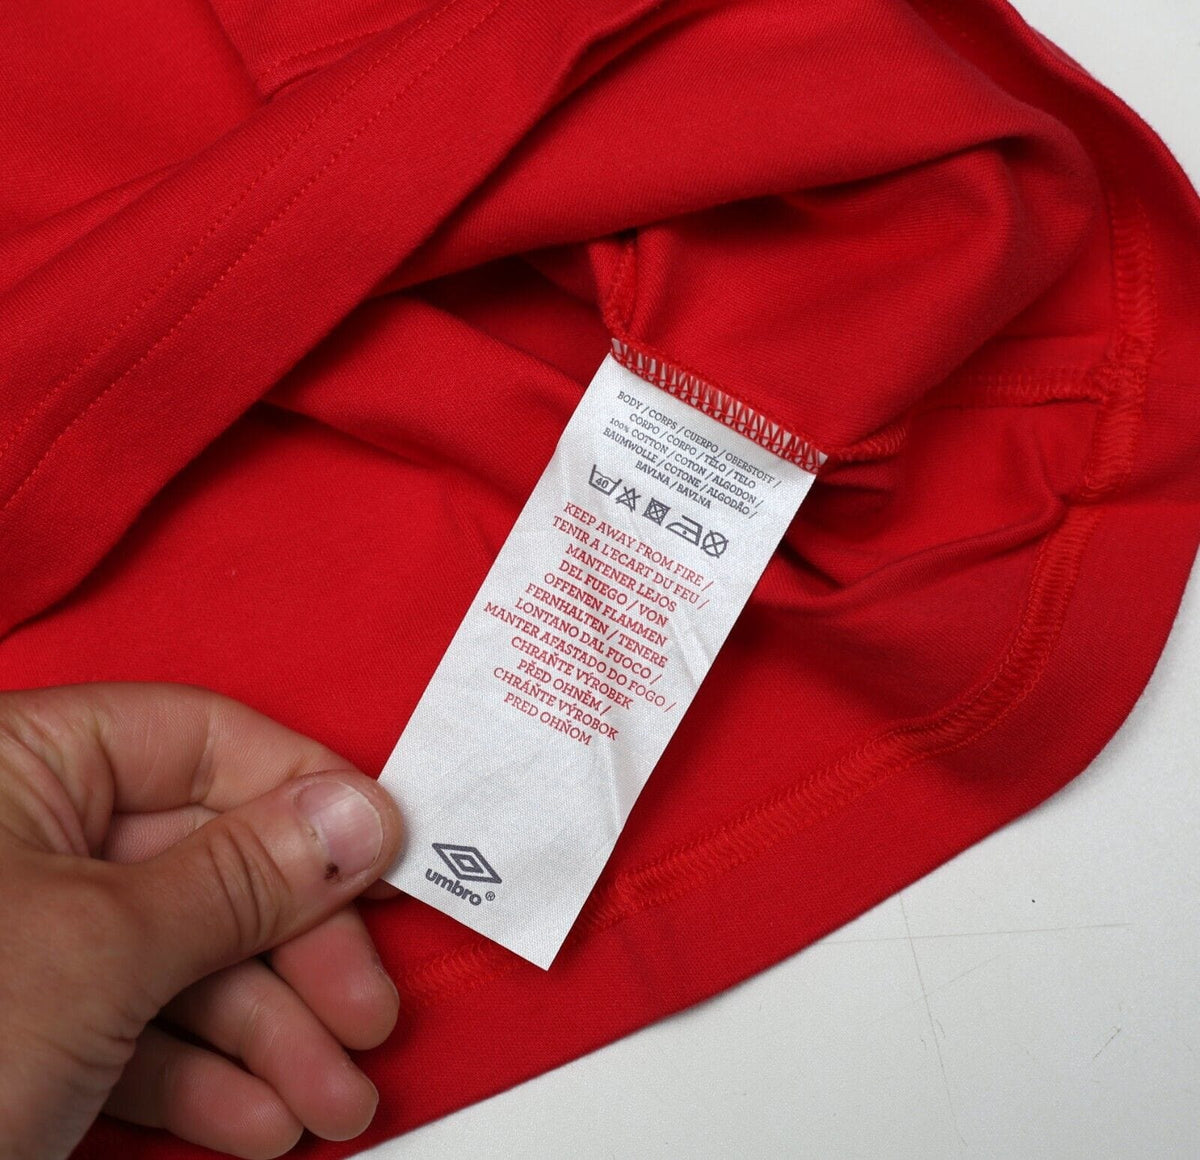 BODY / CORPS / CUERPO / OBERSTOFF /
CORPO / CORPO / TĚLO / TELO
100% COTTON / COTON / ALGODON /
BAUMWOLLE / COTONE / ALGODÃO /
BAVLNA / BAVLNA
40
KEEP AWAY FROM FIRE /
TENIR A L'ECART DU FEU /
MANTENER LEJOS
DEL FUEGO / VON
OFFENEN FLAMMEN
FERNHALTEN / TENERE
LONTANO DAL FUOCO /
MANTER AFASTADO DO FOGO /
CHRAŇTE VÝROBEK
PŘED OHNĚM /
CHRÁŇTE VÝROBOK
PRED OHŇOM
umbro®